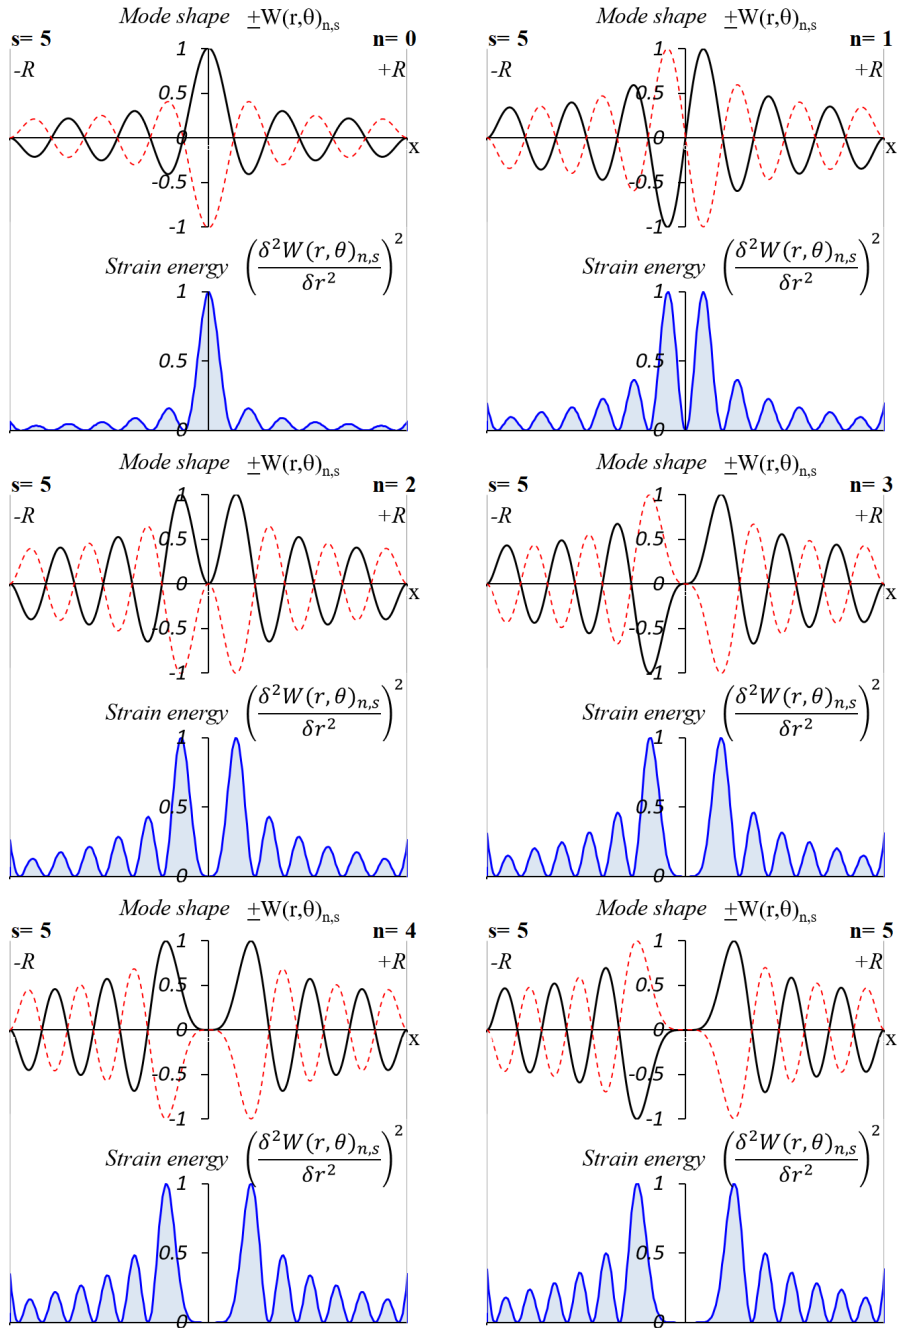 Mode shape ±W(r,θ)n,s
s= 5 n= 0
-R +R
1
0.5
0
x
-0.5
-1
Strain energy (δ²W(r,θ)n,s / δr²)²
1
0.5
0
Mode shape ±W(r,θ)n,s
s= 5 n= 1
-R +R
1
0.5
0
x
-0.5
-1
Strain energy (δ²W(r,θ)n,s / δr²)²
1
0.5
0
Mode shape ±W(r,θ)n,s
s= 5 n= 2
-R +R
1
0.5
0
x
-0.5
-1
Strain energy (δ²W(r,θ)n,s / δr²)²
1
0.5
0
Mode shape ±W(r,θ)n,s
s= 5 n= 3
-R +R
1
0.5
0
x
-0.5
-1
Strain energy (δ²W(r,θ)n,s / δr²)²
1
0.5
0
Mode shape ±W(r,θ)n,s
s= 5 n= 4
-R +R
1
0.5
0
x
-0.5
-1
Strain energy (δ²W(r,θ)n,s / δr²)²
1
0.5
0
Mode shape ±W(r,θ)n,s
s= 5 n= 5
-R +R
1
0.5
0
x
-0.5
-1
Strain energy (δ²W(r,θ)n,s / δr²)²
1
0.5
0